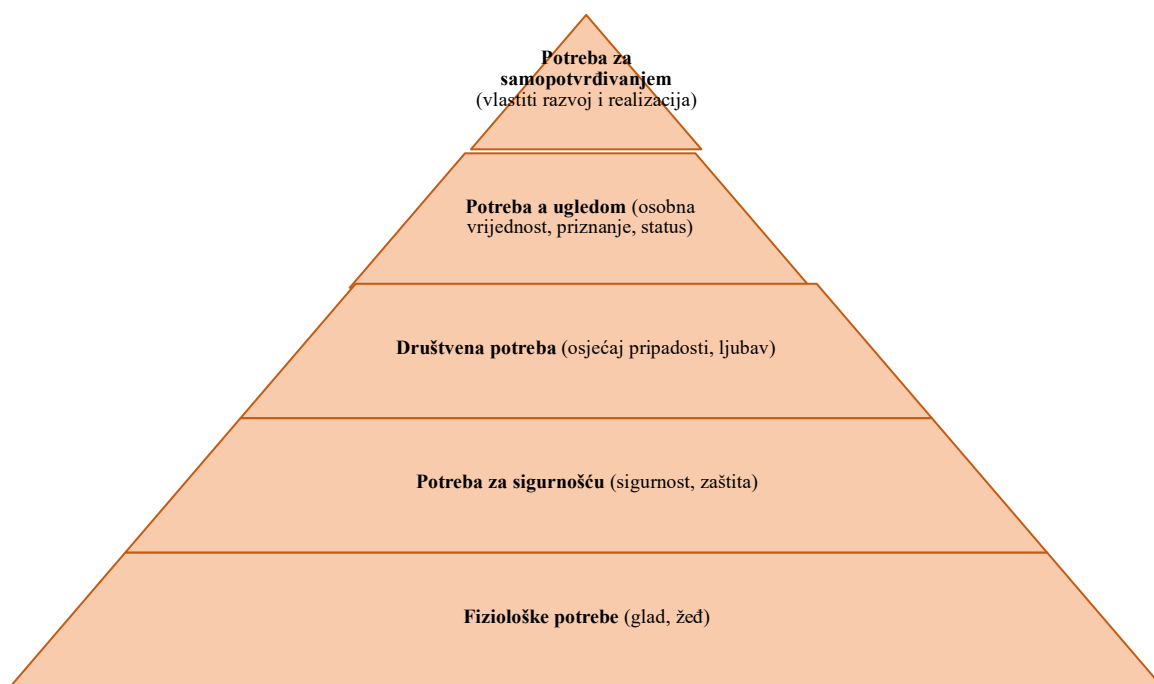 Potreba za
samopotvrđivanjem
(vlastiti razvoj i realizacija)
Potreba a ugledom (osobna
vrijednost, priznanje, status)
Društvena potreba (osjećaj pripadosti, ljubav)
Potreba za sigurnošću (sigurnost, zaštita)
Fiziološke potrebe (glad, žeđ)